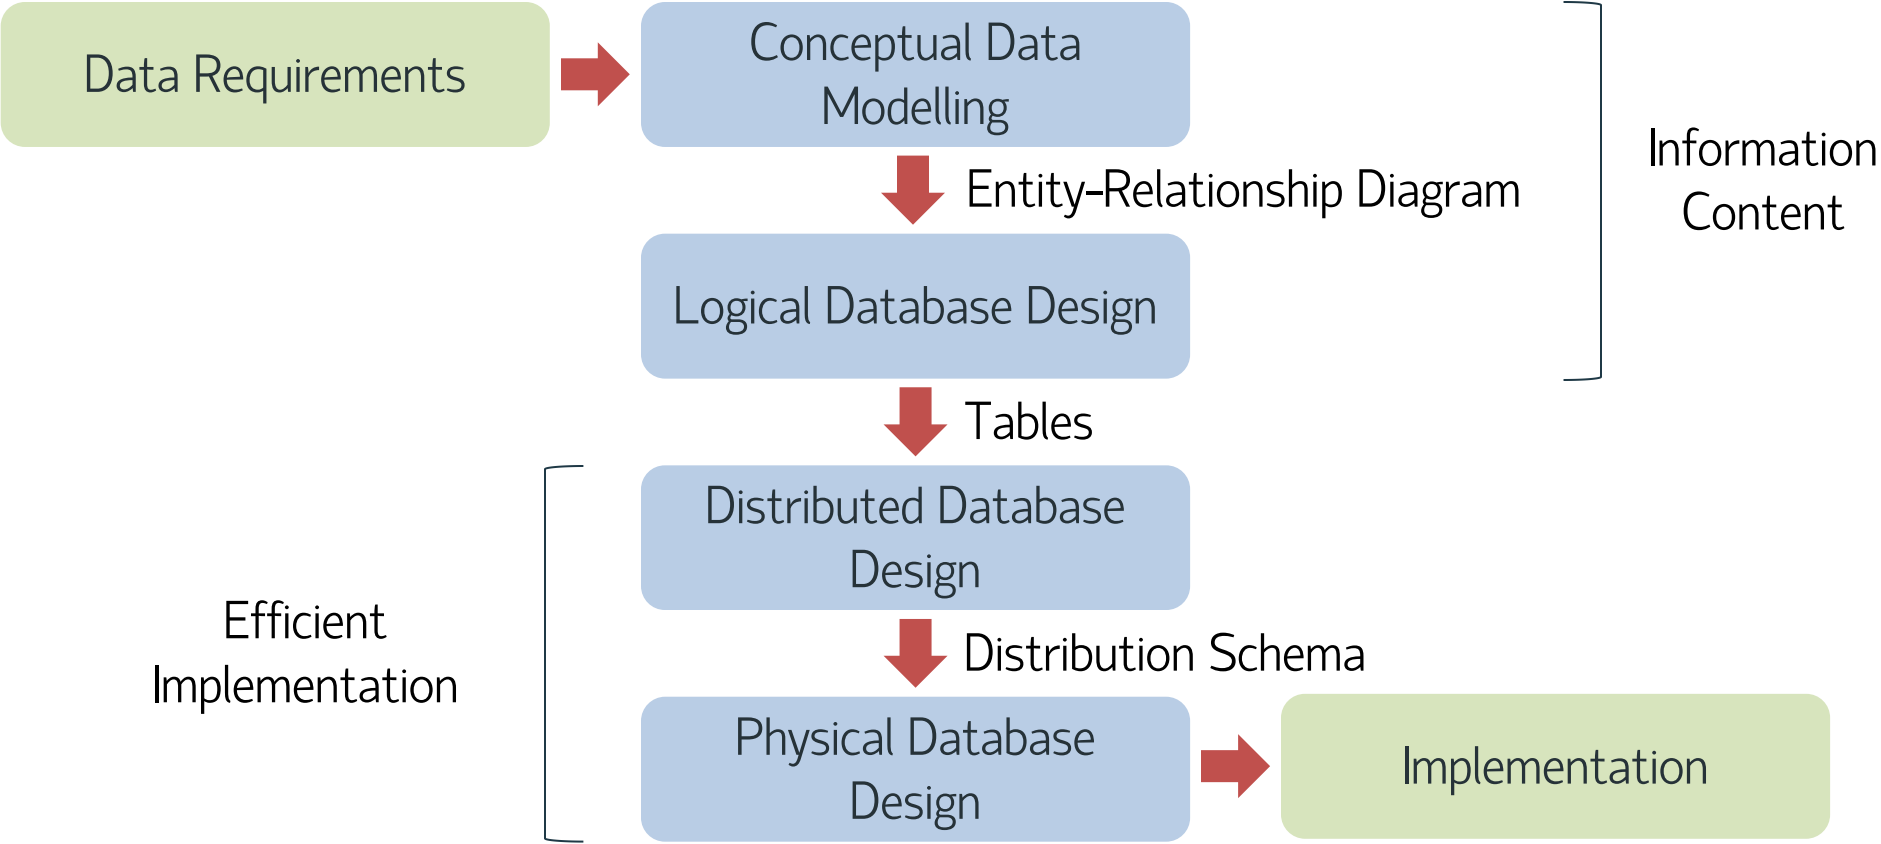 Data Requirements
Conceptual Data
Modelling
Entity-Relationship Diagram
Information
Content
Logical Database Design
Tables
Distributed Database
Design
Efficient
Implementation
Distribution Schema
Physical Database
Design
Implementation